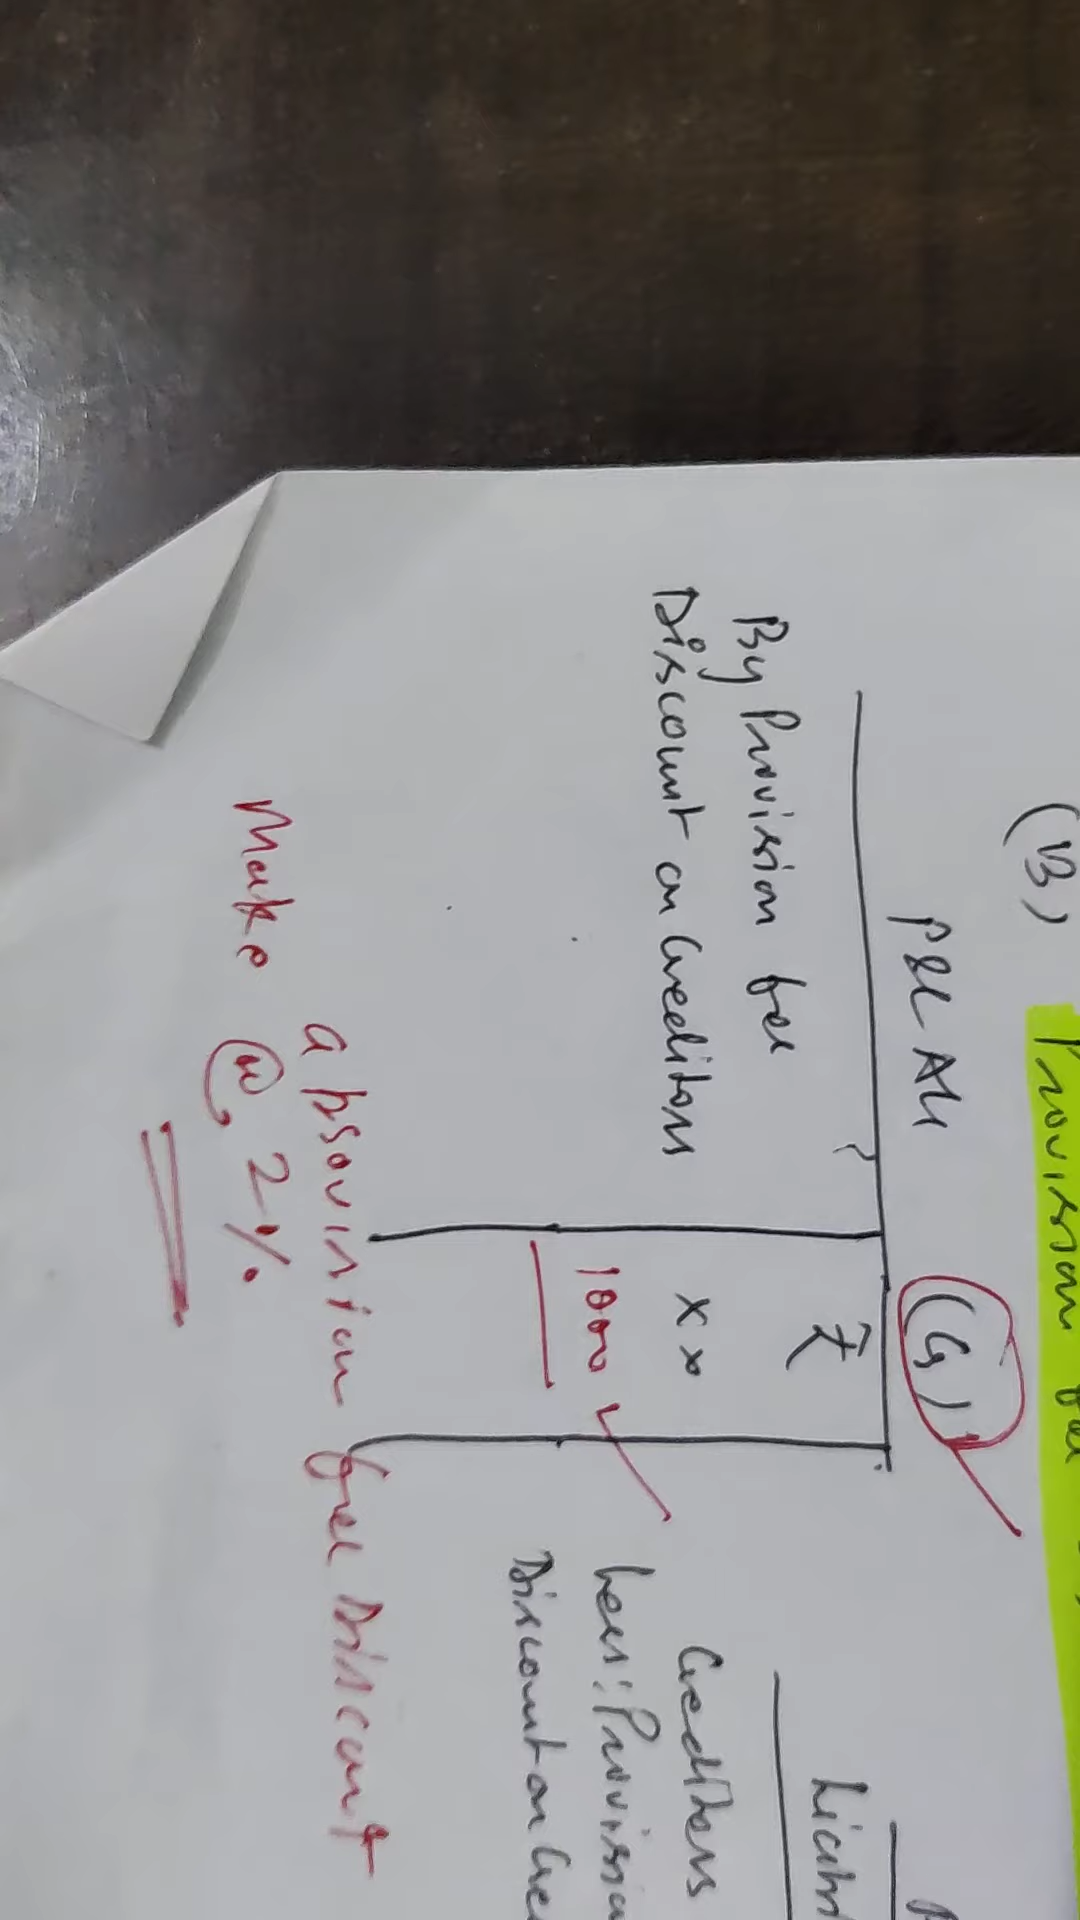 (B) Provision for
P&L A/c (Cr)
₹
By Provision for
Discount on Creditors xx
1000
Creditors
Less: Provision
Discount on Cre
Make a provision for Discount
@ 2%